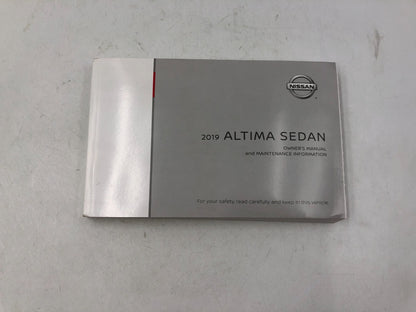 NISSAN
2019 ALTIMA SEDAN
OWNER'S MANUAL
and MAINTENANCE INFORMATION
For your safety, read carefully and keep in this vehicle.